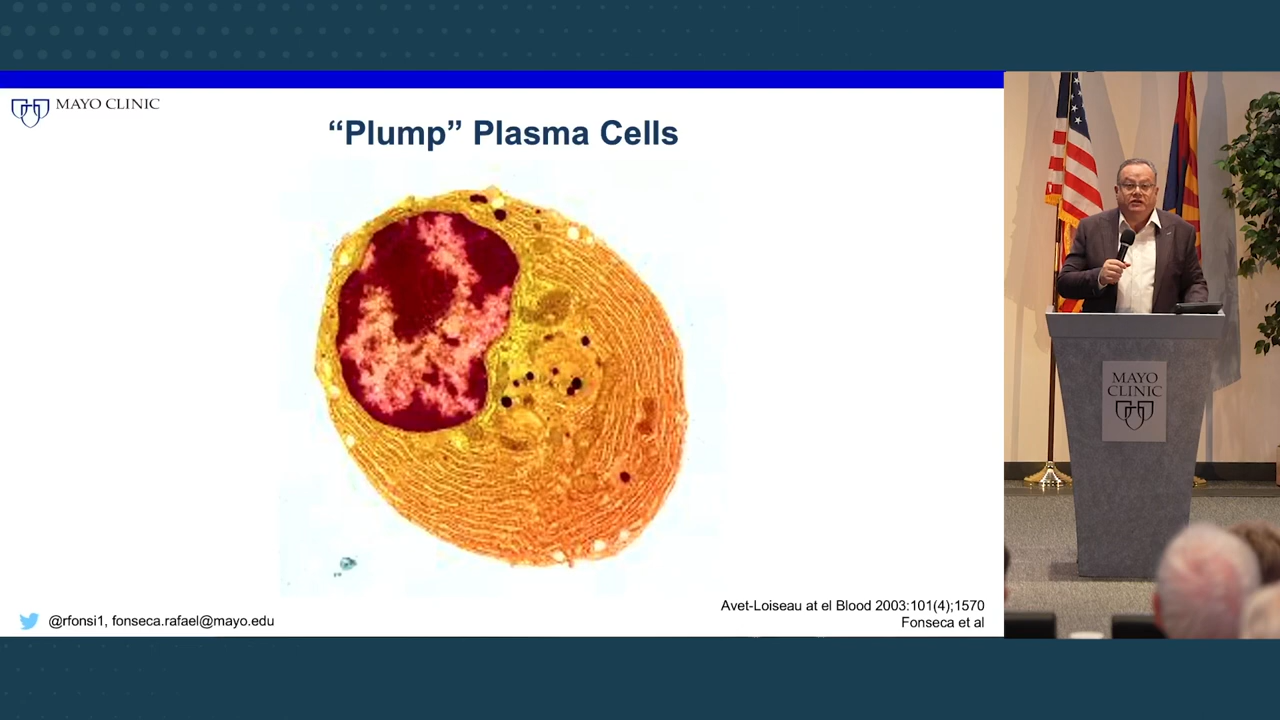 MAYO CLINIC
“Plump” Plasma Cells
@rfonsi1, fonseca.rafael@mayo.edu
Avet-Loiseau at el Blood 2003:101(4);1570
Fonseca et al
MAYO
CLINIC